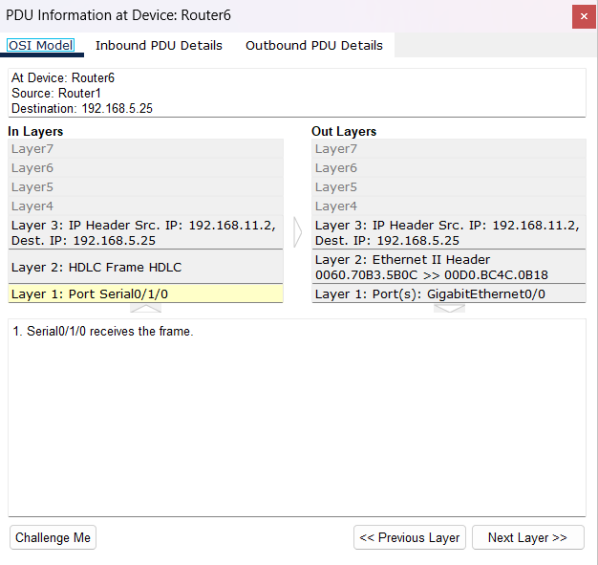 PDU Information at Device: Router6
OSI Model Inbound PDU Details Outbound PDU Details
At Device: Router6
Source: Router1
Destination: 192.168.5.25
In Layers
Layer7
Layer6
Layer5
Layer4
Layer 3: IP Header Src. IP: 192.168.11.2,
Dest. IP: 192.168.5.25
Layer 2: HDLC Frame HDLC
Layer 1: Port Serial0/1/0
Out Layers
Layer7
Layer6
Layer5
Layer4
Layer 3: IP Header Src. IP: 192.168.11.2,
Dest. IP: 192.168.5.25
Layer 2: Ethernet II Header
0060.70B3.5B0C >> 00D0.BC4C.0B18
Layer 1: Port(s): GigabitEthernet0/0
1. Serial0/1/0 receives the frame.
Challenge Me
<< Previous Layer
Next Layer >>